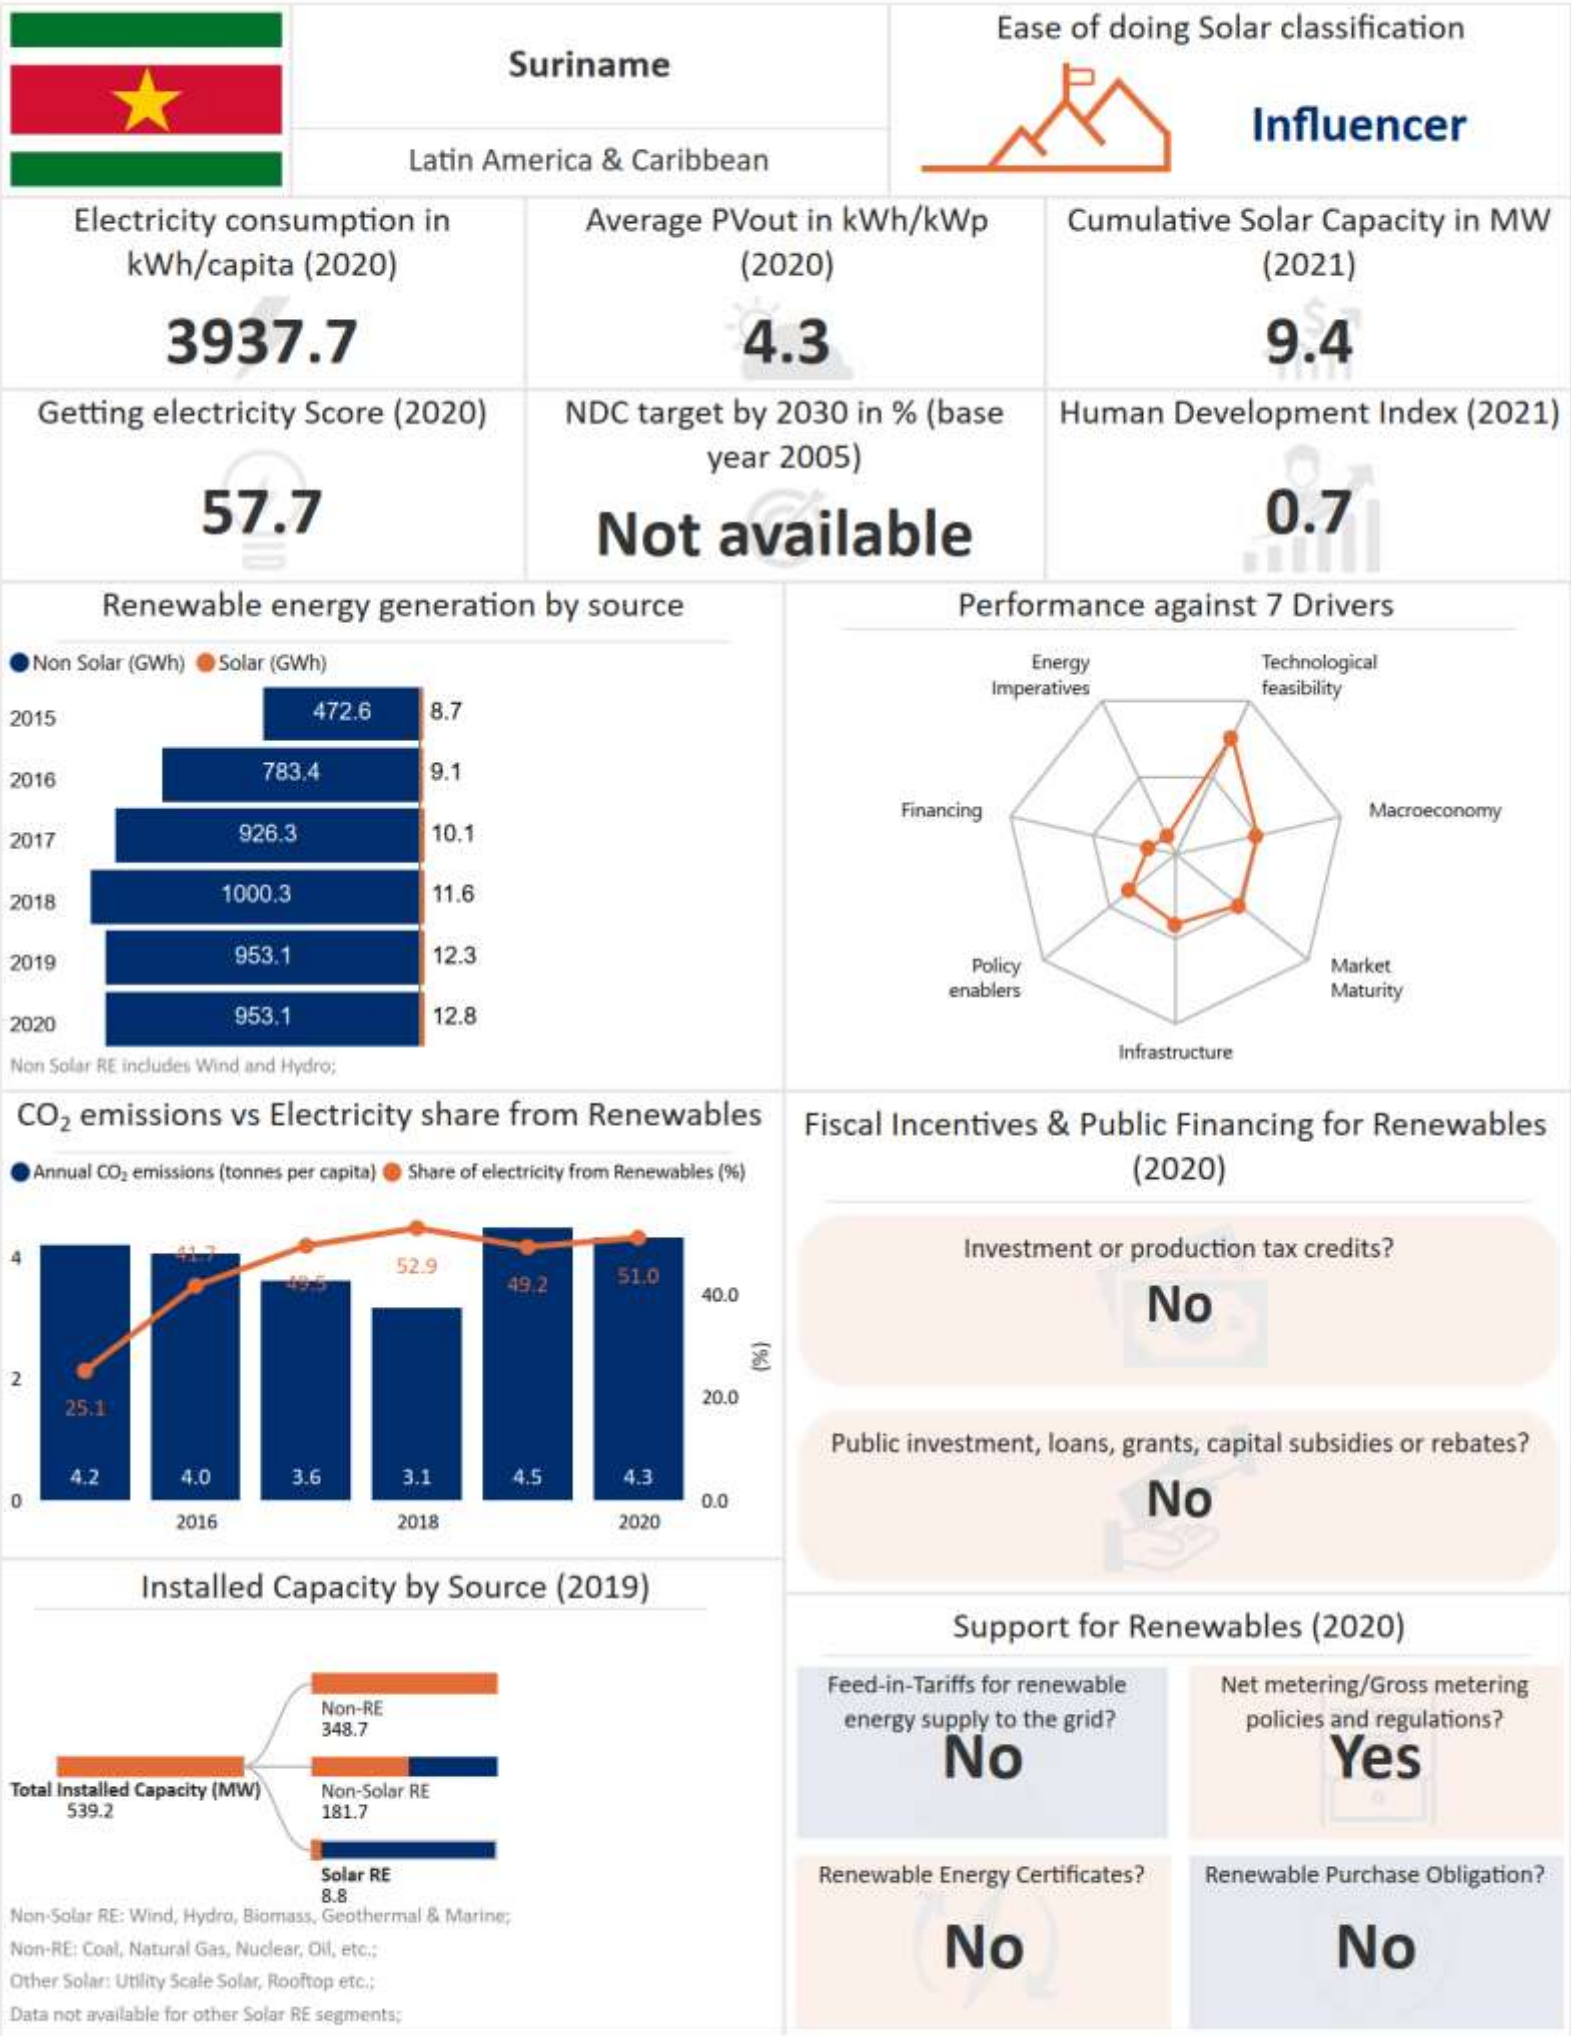 Suriname
Latin America & Caribbean
Ease of doing Solar classification
Influencer
Electricity consumption in
kWh/capita (2020)
3937.7
Average PVout in kWh/kWp
(2020)
4.3
Cumulative Solar Capacity in MW
(2021)
9.4
Getting electricity Score (2020)
57.7
NDC target by 2030 in % (base
year 2005)
Not available
Human Development Index (2021)
0.7
Renewable energy generation by source
Non Solar (GWh) Solar (GWh)
2015 472.6 8.7
2016 783.4 9.1
2017 926.3 10.1
2018 1000.3 11.6
2019 953.1 12.3
2020 953.1 12.8
Non Solar RE includes Wind and Hydro;
Performance against 7 Drivers
Energy
Imperatives
Technological
feasibility
Financing
Macroeconomy
Policy
enablers
Market
Maturity
Infrastructure
CO₂ emissions vs Electricity share from Renewables
Annual CO₂ emissions (tonnes per capita) Share of electricity from Renewables (%)
4
2
0
41.7
49.5
52.9
49.2
51.0
25.1
40.0
20.0
0.0
(%)
4.2 4.0 3.6 3.1 4.5 4.3
2016 2018 2020
Fiscal Incentives & Public Financing for Renewables
(2020)
Investment or production tax credits?
No
Public investment, loans, grants, capital subsidies or rebates?
No
Installed Capacity by Source (2019)
Non-RE
348.7
Total Installed Capacity (MW)
539.2
Non-Solar RE
181.7
Solar RE
8.8
Non-Solar RE: Wind, Hydro, Biomass, Geothermal & Marine;
Non-RE: Coal, Natural Gas, Nuclear, Oil, etc.;
Other Solar: Utility Scale Solar, Rooftop etc.;
Data not available for other Solar RE segments;
Support for Renewables (2020)
Feed-in-Tariffs for renewable
energy supply to the grid?
No
Net metering/Gross metering
policies and regulations?
Yes
Renewable Energy Certificates?
No
Renewable Purchase Obligation?
No